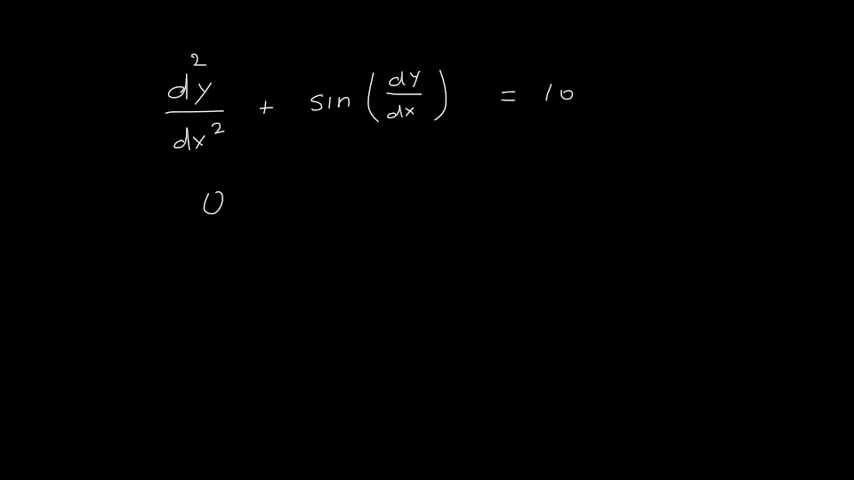 d²y/dx² + sin(dy/dx) = 10
0